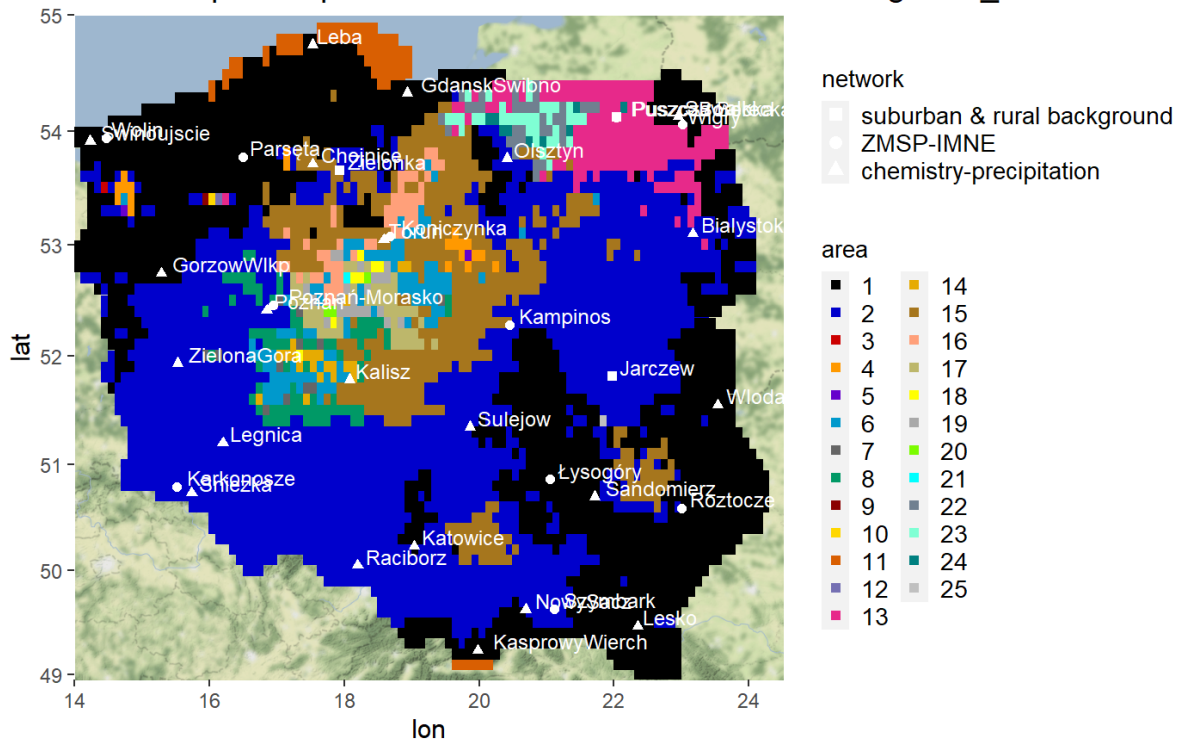 55
54
53
52
51
50
49
lat
14
16
18
20
22
24
lon
Leba
GdanskSwibno
Wolin
Swinoujscie
Parseta
Chojnice
Zielonka
Olsztyn
Wigry
Koniczynka
Torun
Bialystok
GorzowWlkp
Poznań-Morasko
Poznan
Kampinos
ZielonaGora
Kalisz
Jarczew
Wloda
Sulejow
Legnica
Łysogóry
Kerkonosze
Sniezka
Sandomierz
Roztocze
Katowice
Raciborz
NowySacz
Szymbark
Lesko
KasprowyWierch
network
suburban & rural background
ZMSP-IMNE
chemistry-precipitation
area
1
2
3
4
5
6
7
8
9
10
11
12
13
14
15
16
17
18
19
20
21
22
23
24
25